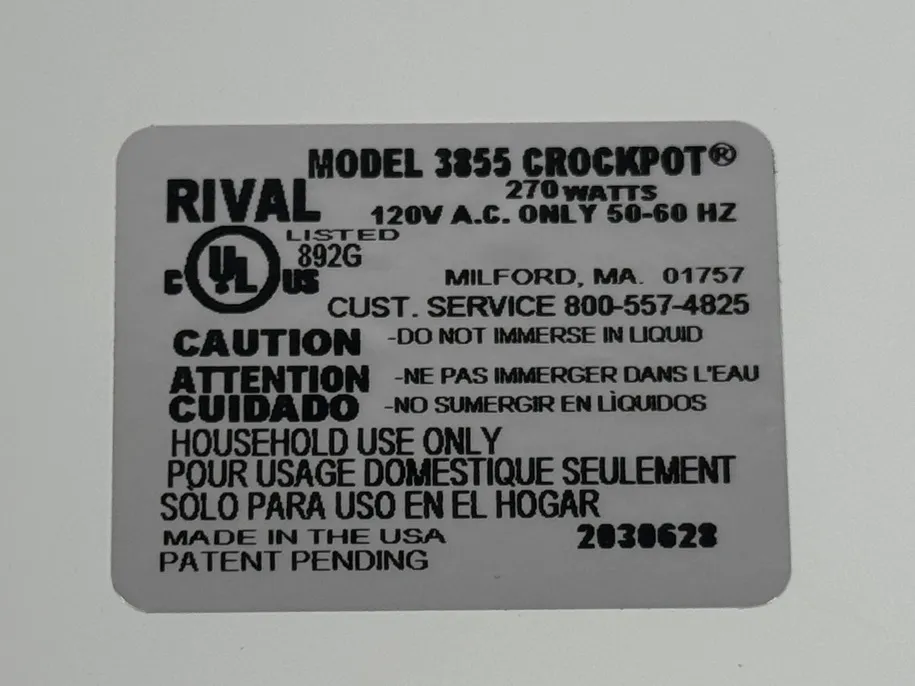 MODEL 3855 CROCKPOT®
RIVAL
270 WATTS
120V A.C. ONLY 50-60 HZ
LISTED
892G
C UL US
MILFORD, MA. 01757
CUST. SERVICE 800-557-4825
CAUTION -DO NOT IMMERSE IN LIQUID
ATTENTION -NE PAS IMMERGER DANS L'EAU
CUIDADO -NO SUMERGIR EN LÌQUIDOS
HOUSEHOLD USE ONLY
POUR USAGE DOMESTIQUE SEULEMENT
SÓLO PARA USO EN EL HOGAR
MADE IN THE USA
2030628
PATENT PENDING